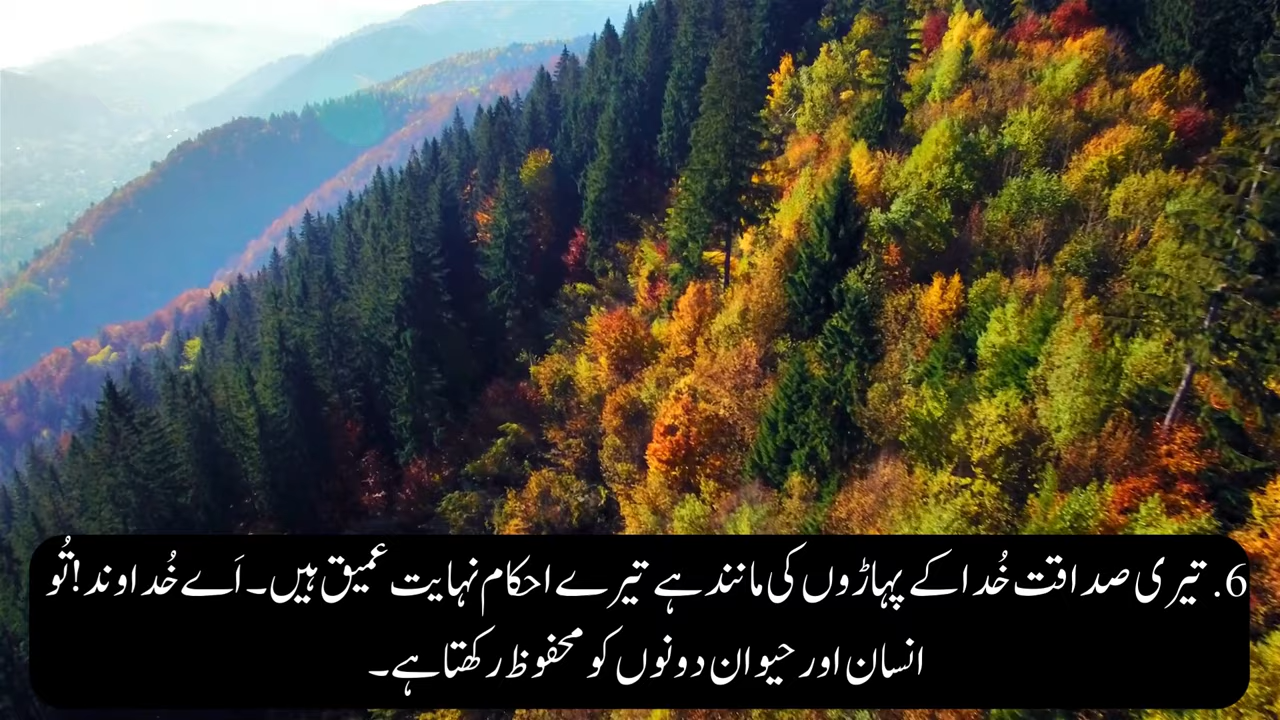 6. تیری صداقت خُدا کے پہاڑوں کی مانند ہے تیرے احکام نہایت عمیق ہیں۔ اَے خُداوند! تُو
انسان اور حیوان دونوں کو محفوظ رکھتا ہے۔